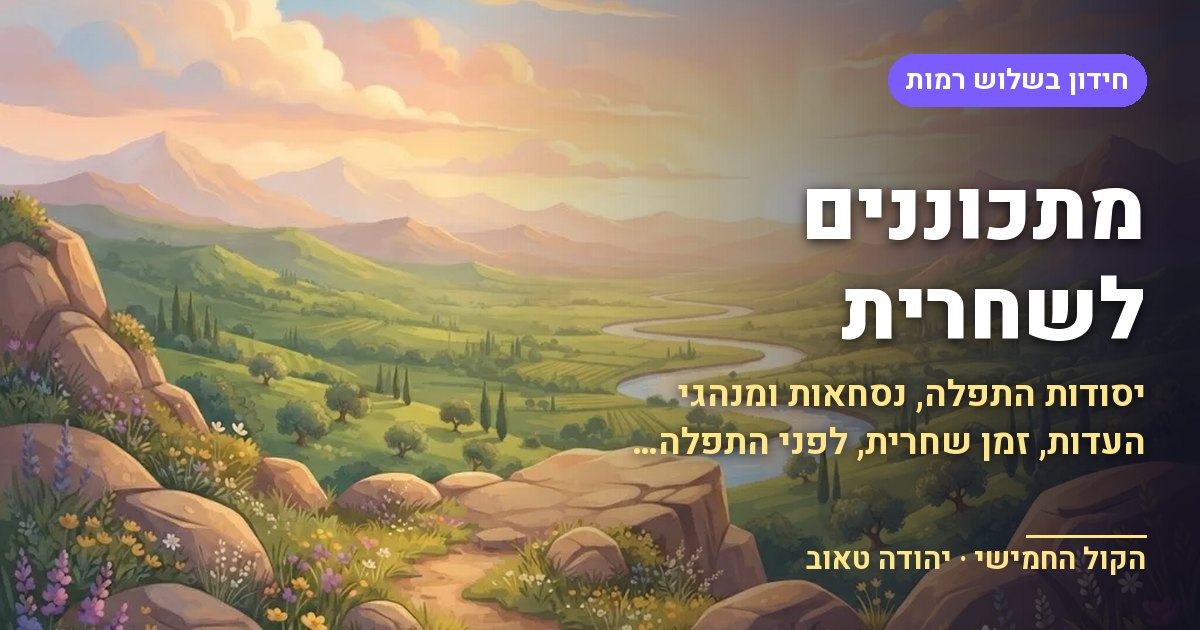 חידון בשלוש רמות
מתכוננים
לשחרית
יסודות התפלה, נסחאות ומנהגי
העדות, זמן שחרית, לפני התפלה...
הקול החמישי · יהודה טאוב